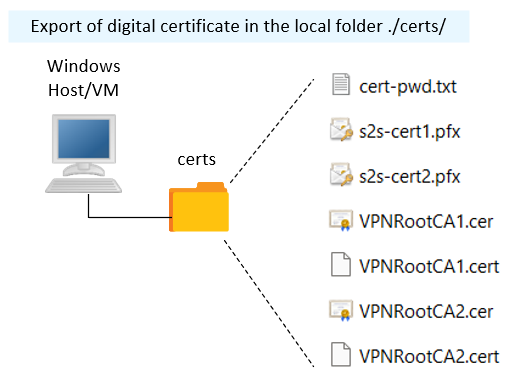 Export of digital certificate in the local folder ./certs/
Windows
Host/VM
certs
cert-pwd.txt
s2s-cert1.pfx
s2s-cert2.pfx
VPNRootCA1.cer
VPNRootCA1.cert
VPNRootCA2.cer
VPNRootCA2.cert